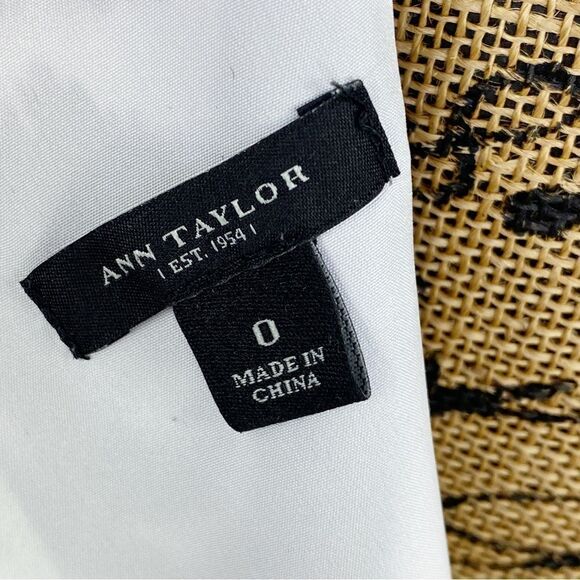 ANN TAYLOR
| EST. 1954 |
0
MADE IN
CHINA